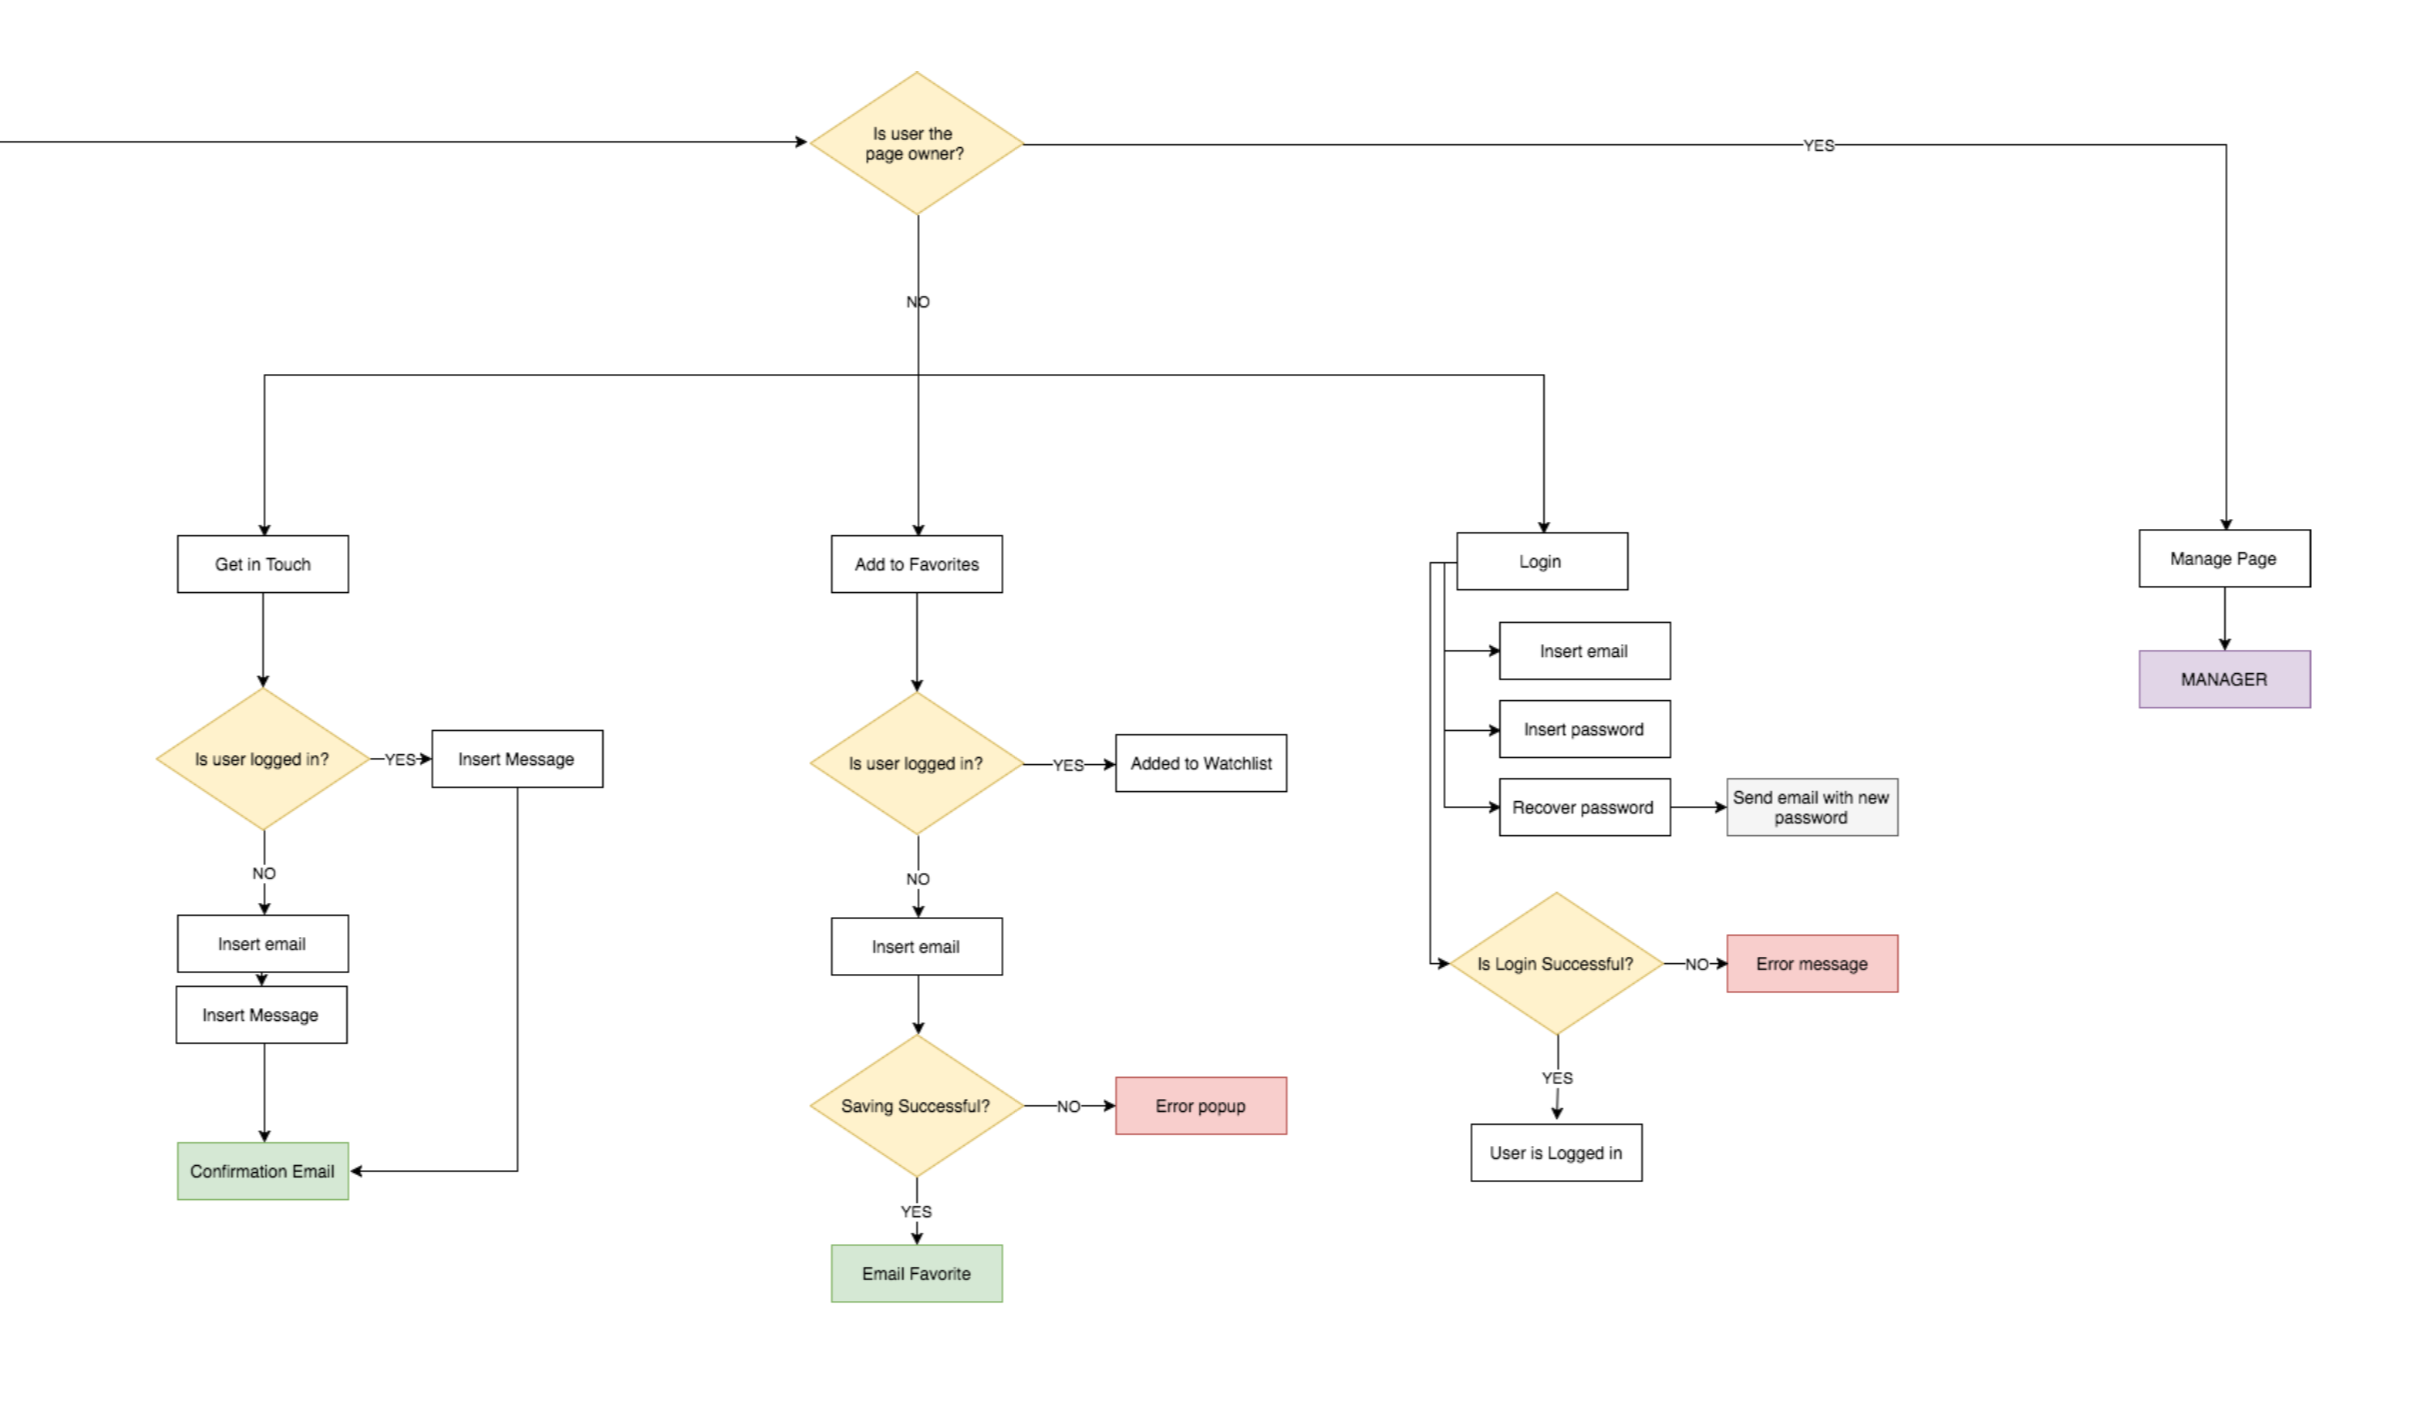 Is user the
page owner?
YES
NO
Get in Touch
Add to Favorites
Login
Manage Page
Insert email
MANAGER
Insert password
Is user logged in?
YES
Insert Message
Is user logged in?
YES
Added to Watchlist
Recover password
Send email with new
password
NO
NO
Insert email
Insert email
Is Login Successful?
NO
Error message
Insert Message
YES
Saving Successful?
NO
Error popup
User is Logged in
Confirmation Email
YES
Email Favorite